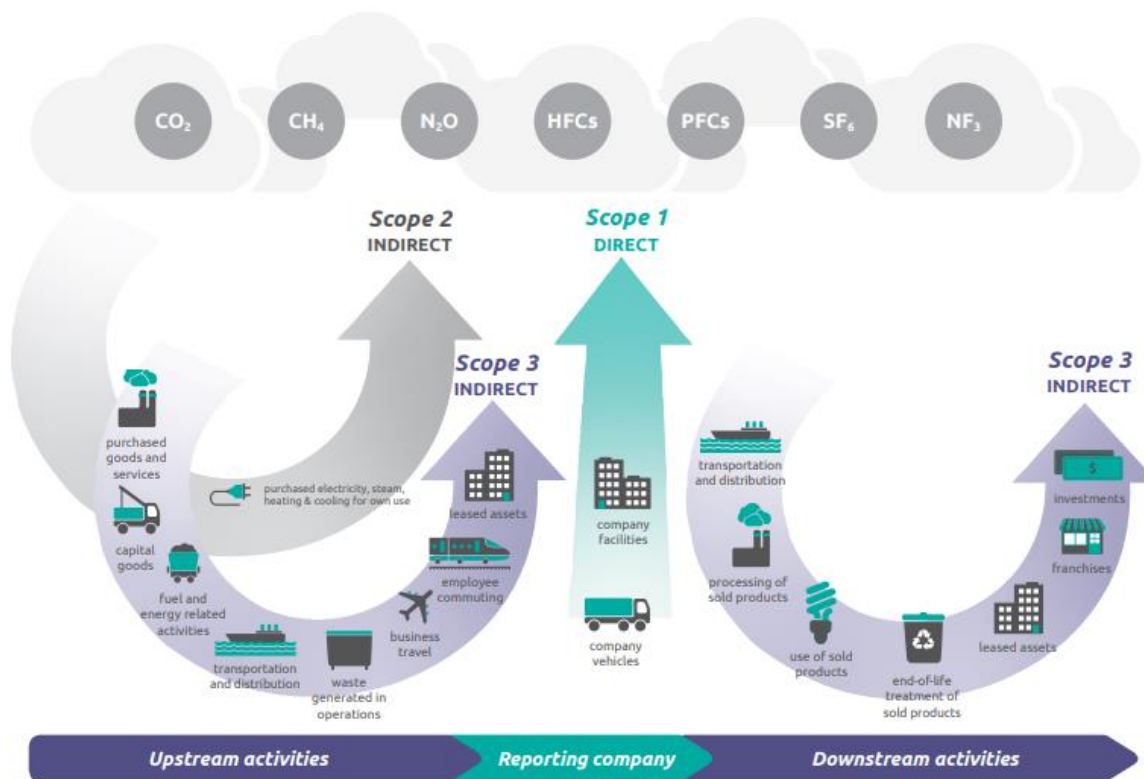 CO₂
CH₄
N₂O
HFCs
PFCs
SF₆
NF₃
Scope 2
INDIRECT
Scope 1
DIRECT
Scope 3
INDIRECT
Scope 3
INDIRECT
purchased
goods and
services
purchased electricity, steam,
heating & cooling for own use
capital
goods
fuel and
energy related
activities
transportation
and distribution
waste
generated in
operations
business
travel
employee
commuting
leased assets
company
facilities
company
vehicles
transportation
and distribution
processing of
sold products
use of sold
products
end-of-life
treatment of
sold products
leased assets
franchises
$
investments
Upstream activities
Reporting company
Downstream activities